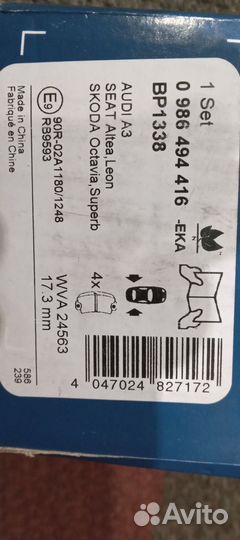 1 Set
0 986 494 416
-EKA
BP1338
AUDI A3
SEAT Altea,Leon
SKODA Octavia,Superb
4x
E9 90R-02A1180/1248
RB9593
WVA 24563
17.3 mm
Made in China
Fabriqué en Chine
586
239
4 047024 827172
Avito